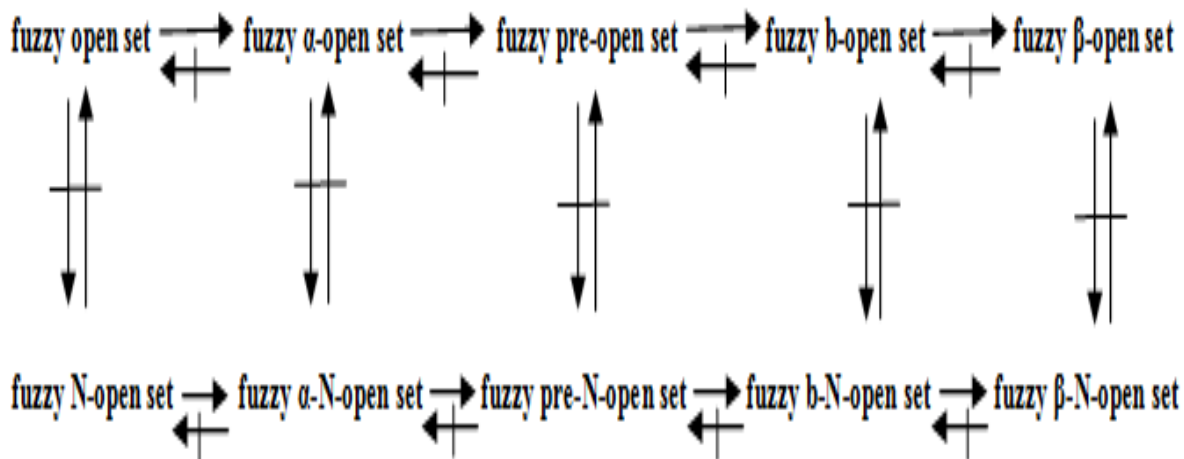 fuzzy open set fuzzy α-open set fuzzy pre-open set fuzzy b-open set fuzzy β-open set
fuzzy N-open set fuzzy α-N-open set fuzzy pre-N-open set fuzzy b-N-open set fuzzy β-N-open set